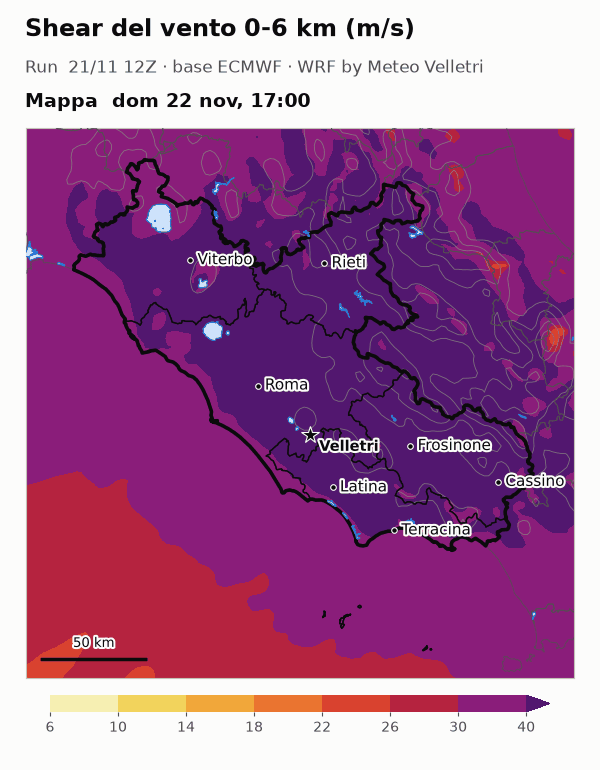 Shear del vento 0-6 km (m/s)
Run 21/11 12Z · base ECMWF · WRF by Meteo Velletri
Mappa dom 22 nov, 17:00
Viterbo
Rieti
Roma
Velletri
Frosinone
Latina
Cassino
Terracina
50 km
6 10 14 18 22 26 30 40